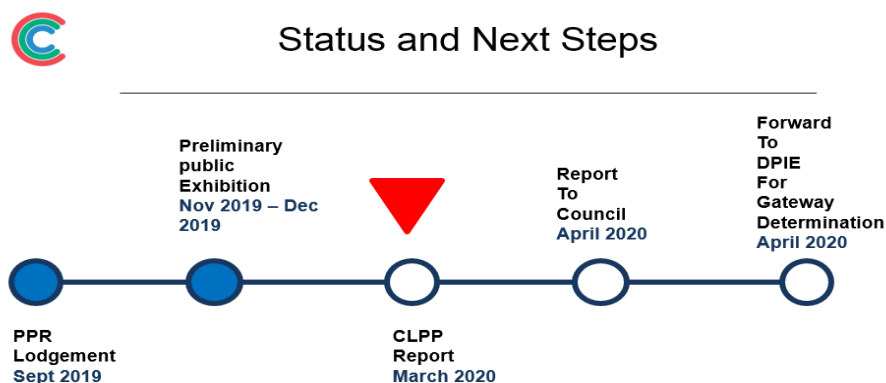 Status and Next Steps
Preliminary
public
Exhibition
Nov 2019 – Dec
2019
Report
To
Council
April 2020
Forward
To
DPIE
For
Gateway
Determination
April 2020
PPR
Lodgement
Sept 2019
CLPP
Report
March 2020